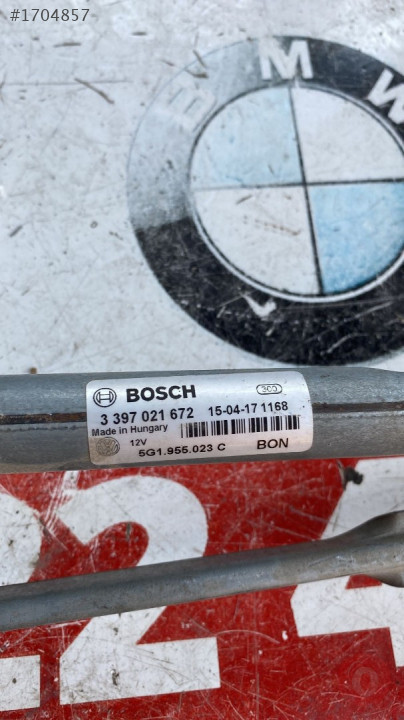 #1704857
BMW
BOSCH
300
3 397 021 672 15-04-17 1168
Made in Hungary
12V
5G1.955.023 C BON